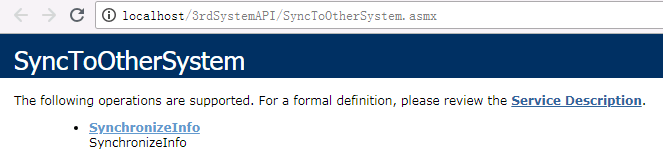 localhost/3rdSystemAPI/SyncToOtherSystem.asmx
SyncToOtherSystem
The following operations are supported. For a formal definition, please review the Service Description.
• SynchronizeInfo
SynchronizeInfo